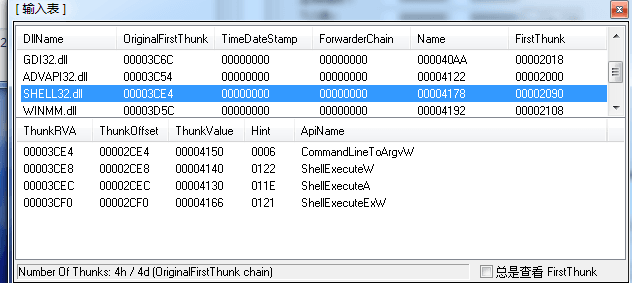 [ 输入表 ]
DllName OriginalFirstThunk TimeDateStamp ForwarderChain Name FirstThunk
GDI32.dll 00003C6C 00000000 00000000 000040AA 00002018
ADVAPI32.dll 00003C54 00000000 00000000 00004122 00002000
SHELL32.dll 00003CE4 00000000 00000000 00004178 00002090
WINMM.dll 00003D5C 00000000 00000000 00004192 00002108
ThunkRVA ThunkOffset ThunkValue Hint ApiName
00003CE4 00002CE4 00004150 0006 CommandLineToArgvW
00003CE8 00002CE8 00004140 0122 ShellExecuteW
00003CEC 00002CEC 00004130 011E ShellExecuteA
00003CF0 00002CF0 00004166 0121 ShellExecuteExW
Number Of Thunks: 4h / 4d (OriginalFirstThunk chain) 总是查看 FirstThunk